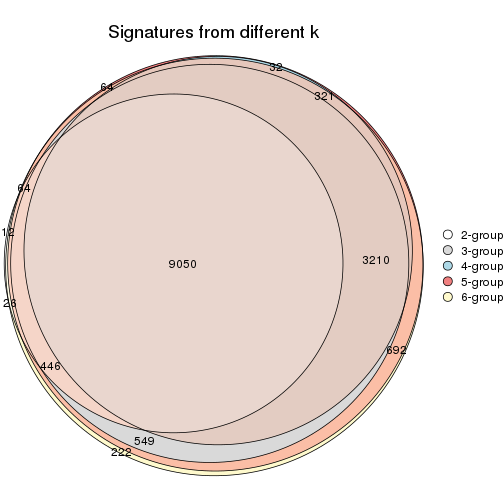 Signatures from different k
32
64
321
64
12
9050
3210
26
692
446
549
222
2-group
3-group
4-group
5-group
6-group